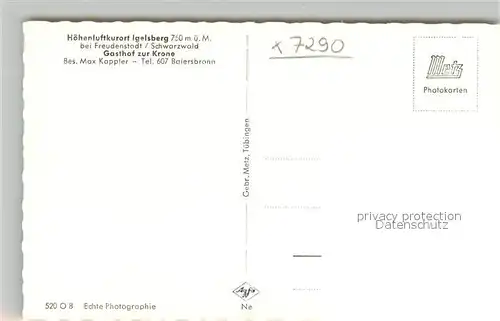 Höhenluftkurort Igelsberg 750 m ü. M.
bei Freudenstadt / Schwarzwald
Gasthof zur Krone
Bes. Max Kappler – Tel. 607 Baiersbronn
x 7290
Metz
Photokarten
Gebr. Metz, Tübingen
privacy protection
Datenschutz
520 O 8 Echte Photographie
Agfa
Ne